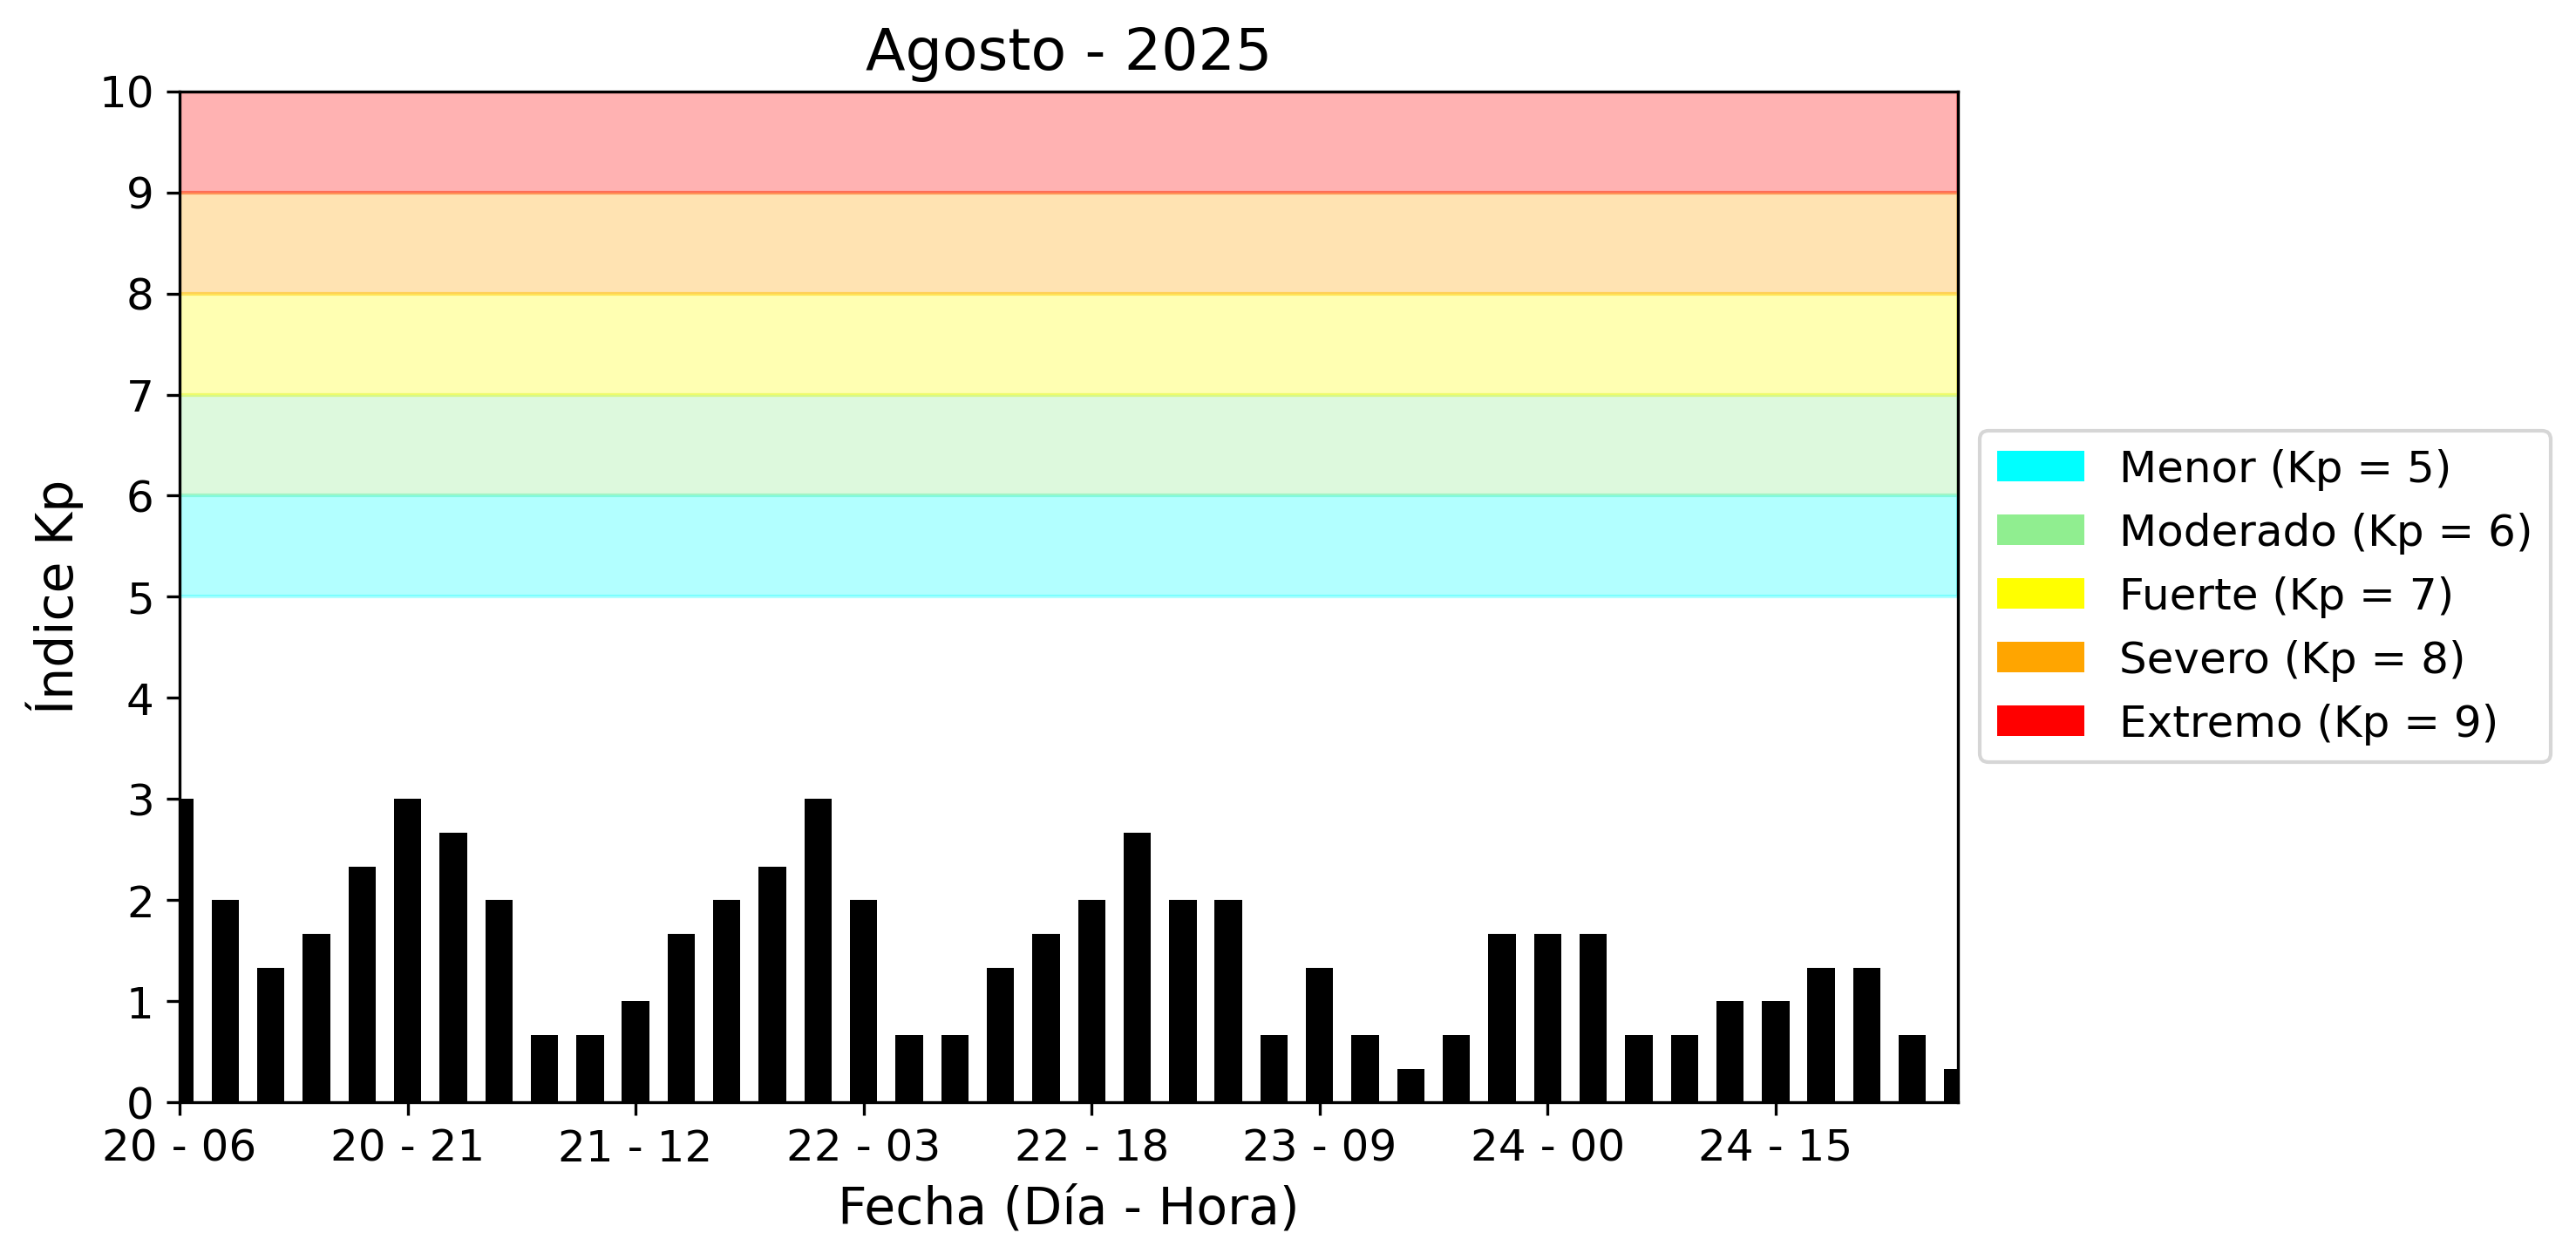 Agosto - 2025
10
9
8
7
6
5
4
3
2
1
0
Índice Kp
20 - 06
20 - 21
21 - 12
22 - 03
22 - 18
23 - 09
24 - 00
24 - 15
Fecha (Día - Hora)
Menor (Kp = 5)
Moderado (Kp = 6)
Fuerte (Kp = 7)
Severo (Kp = 8)
Extremo (Kp = 9)